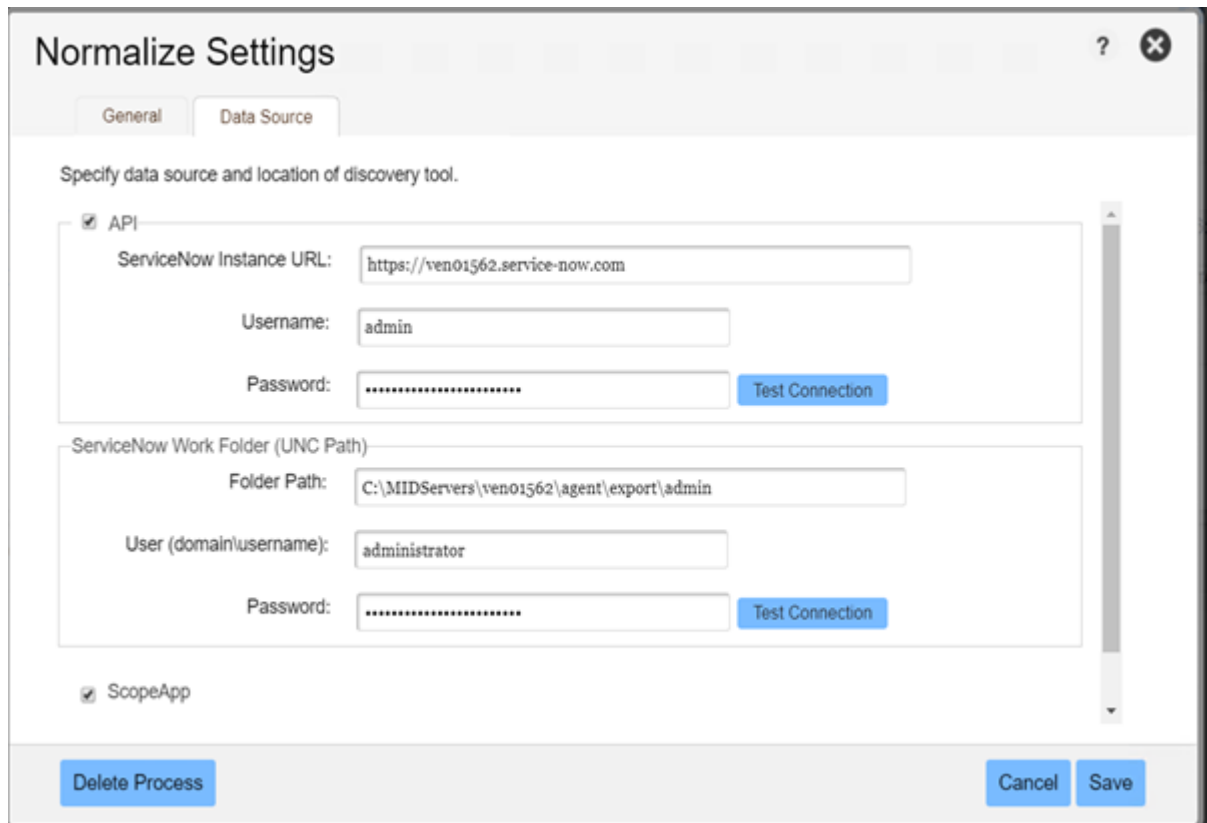 Normalize Settings
?
General
Data Source
Specify data source and location of discovery tool.
API
ServiceNow Instance URL:
https://ven01562.service-now.com
Username:
admin
Password:
••••••••••••••••••••••••
Test Connection
ServiceNow Work Folder (UNC Path)
Folder Path:
C:\MIDServers\ven01562\agent\export\admin
User (domain\username):
administrator
Password:
••••••••••••••••••••••••
Test Connection
ScopeApp
Delete Process
Cancel
Save